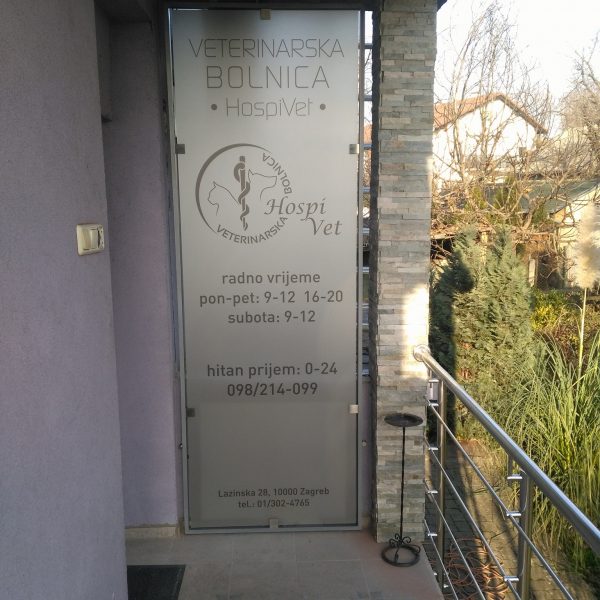 VETERINARSKA
BOLNICA
• HospiVet •
VETERINARSKA BOLNICA
Hospi
Vet
radno vrijeme
pon-pet: 9-12 16-20
subota: 9-12
hitan prijem: 0-24
098/214-099
Lazinska 28, 10000 Zagreb
tel.: 01/302-4765